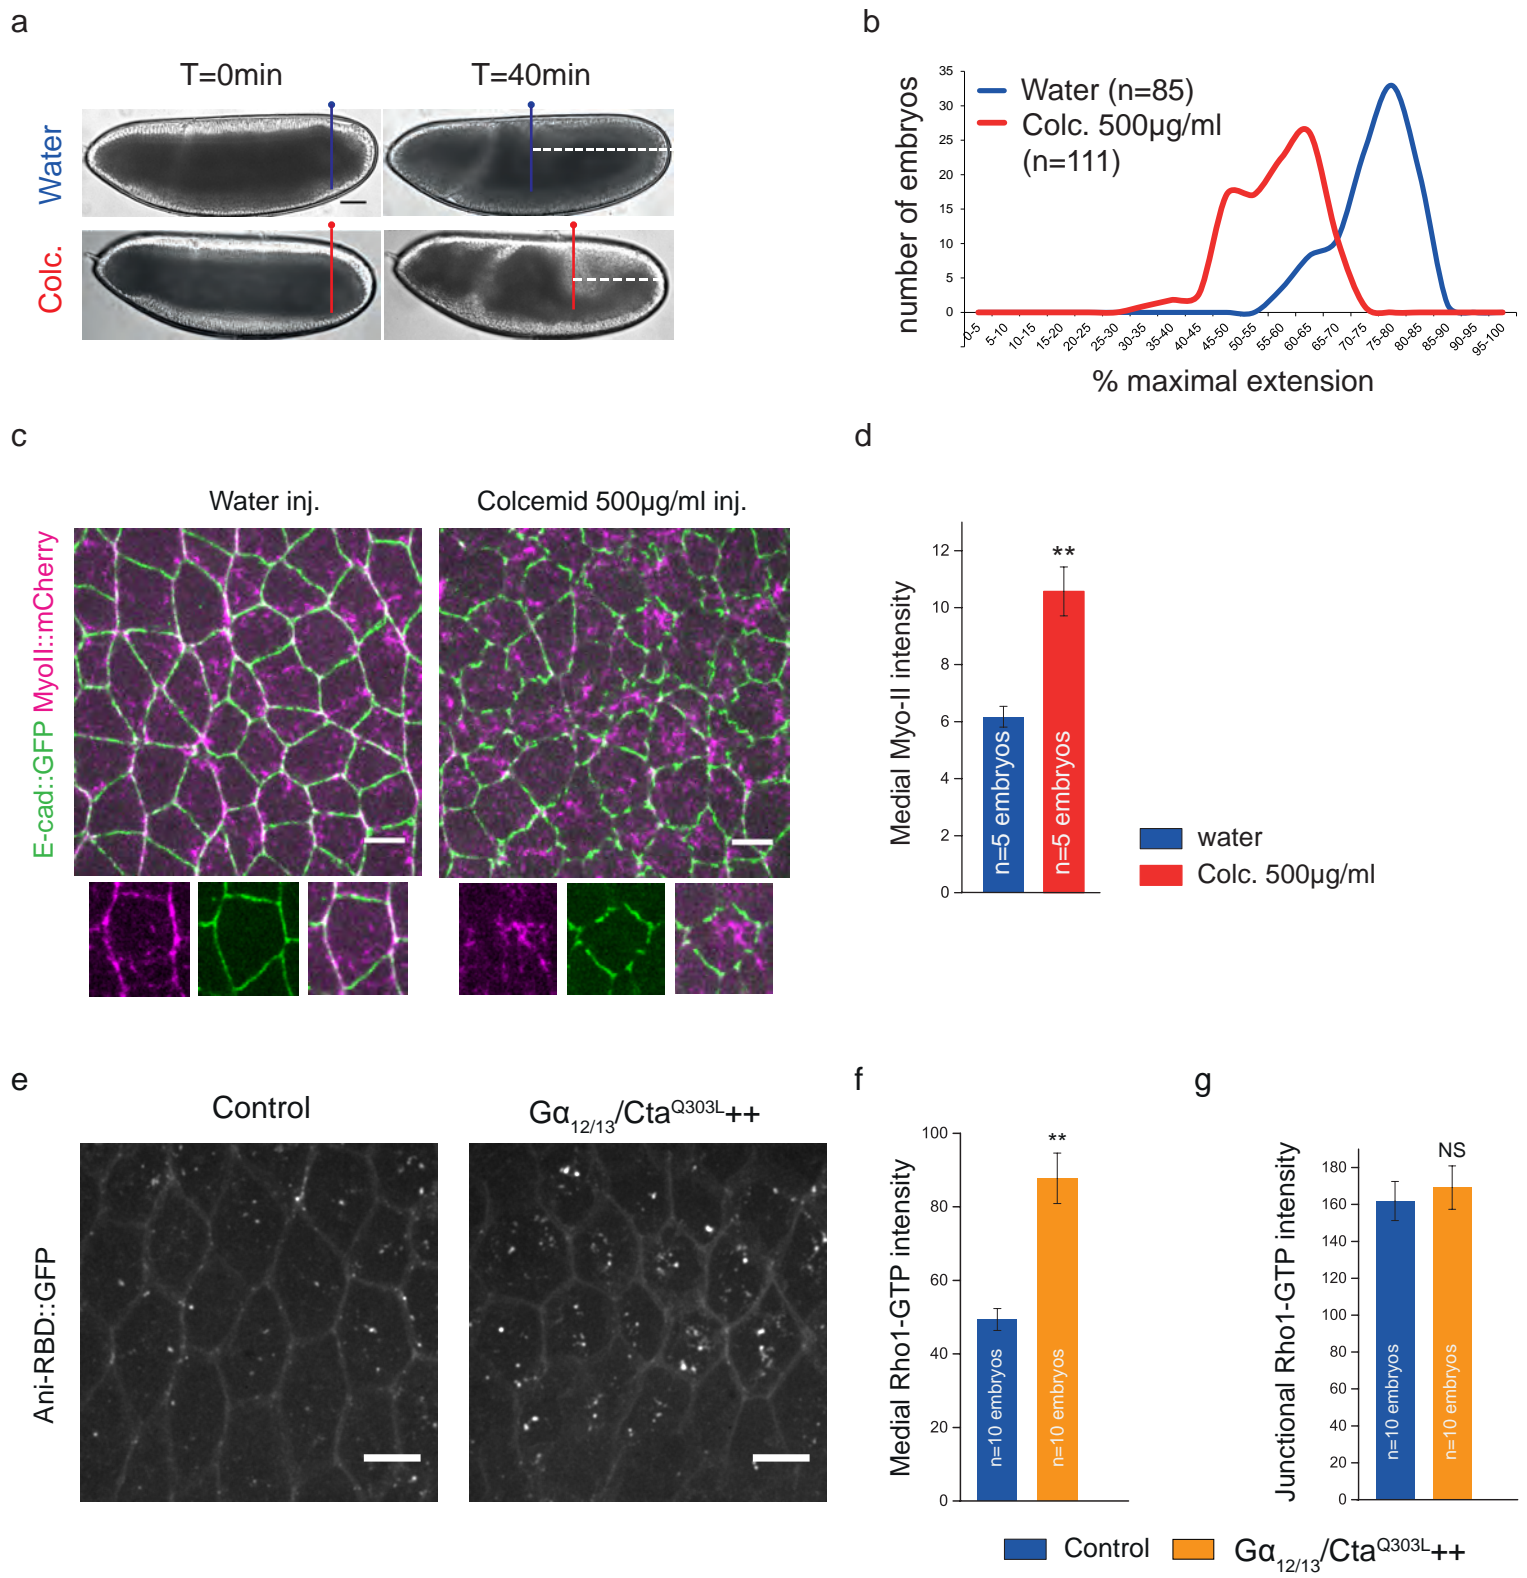 a
T=0min
T=40min
Water
Colc.
b
number of embryos
35
30
25
20
15
10
5
0
Water (n=85)
Colc. 500µg/ml
(n=111)
0-5
5-10
10-15
15-20
20-25
25-30
30-35
35-40
40-45
45-50
50-55
55-60
60-65
65-70
70-75
75-80
80-85
85-90
90-95
95-100
% maximal extension
c
Water inj.
Colcemid 500µg/ml inj.
E-cad::GFP MyoII::mCherry
d
Medial Myo-II intensity
12
10
8
6
4
2
0
**
n=5 embryos
n=5 embryos
water
Colc. 500µg/ml
e
Control
Gα12/13/CtaQ303L++
Ani-RBD::GFP
f
Medial Rho1-GTP intensity
100
80
60
40
20
0
**
n=10 embryos
n=10 embryos
g
Junctional Rho1-GTP intensity
180
160
140
120
100
80
60
40
20
0
NS
n=10 embryos
n=10 embryos
Control
Gα12/13/CtaQ303L++